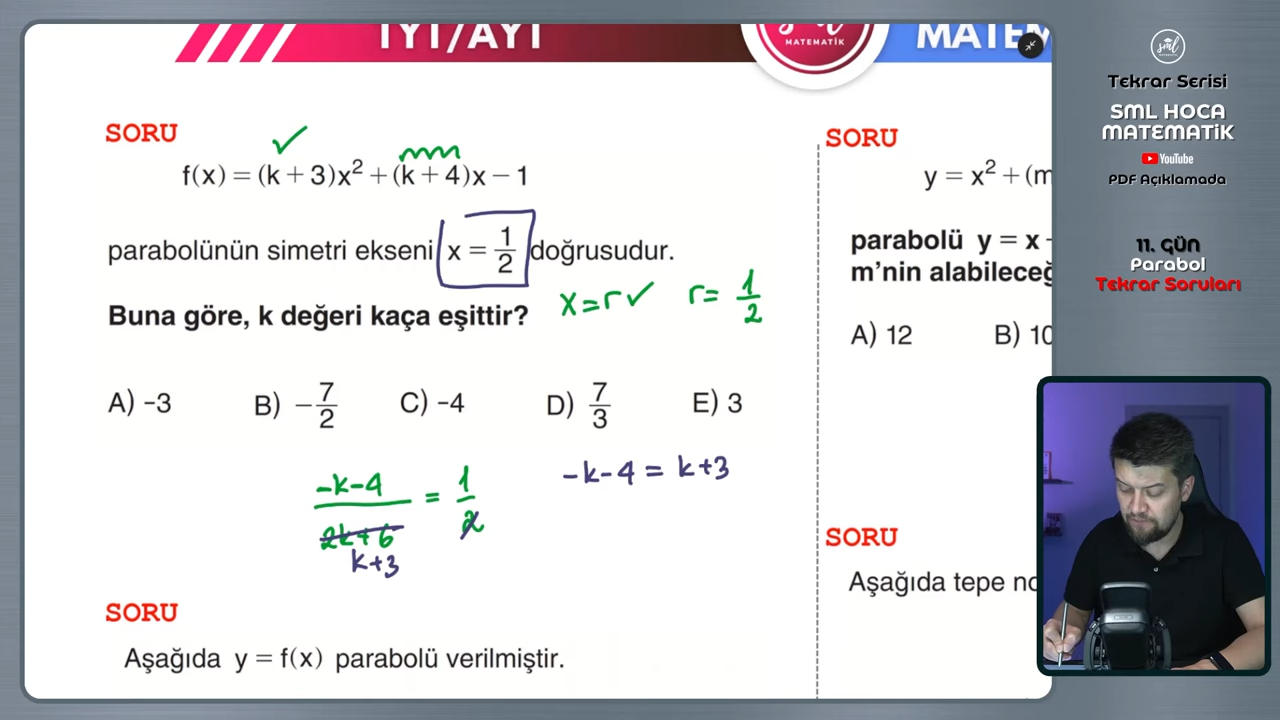 TYT/AYT
MATEMATİK
MATEM
SORU
f(x) = (k + 3)x² + (k + 4)x − 1
parabolünün simetri ekseni x = 1/2 doğrusudur.
x = r ✓ r = 1/2
Buna göre, k değeri kaça eşittir?
A) -3 B) −7/2 C) -4 D) 7/3 E) 3
-k-4 / 2k+6 = 1/2
k+3
-k-4 = k+3
SORU
Aşağıda y = f(x) parabolü verilmiştir.
SORU
y = x² + (m
parabolü y = x -
m'nin alabileceğ
A) 12 B) 10
SORU
Aşağıda tepe no
sml
Tekrar Serisi
SML HOCA
MATEMATİK
YouTube
PDF Açıklamada
11. GÜN
Parabol
Tekrar Soruları